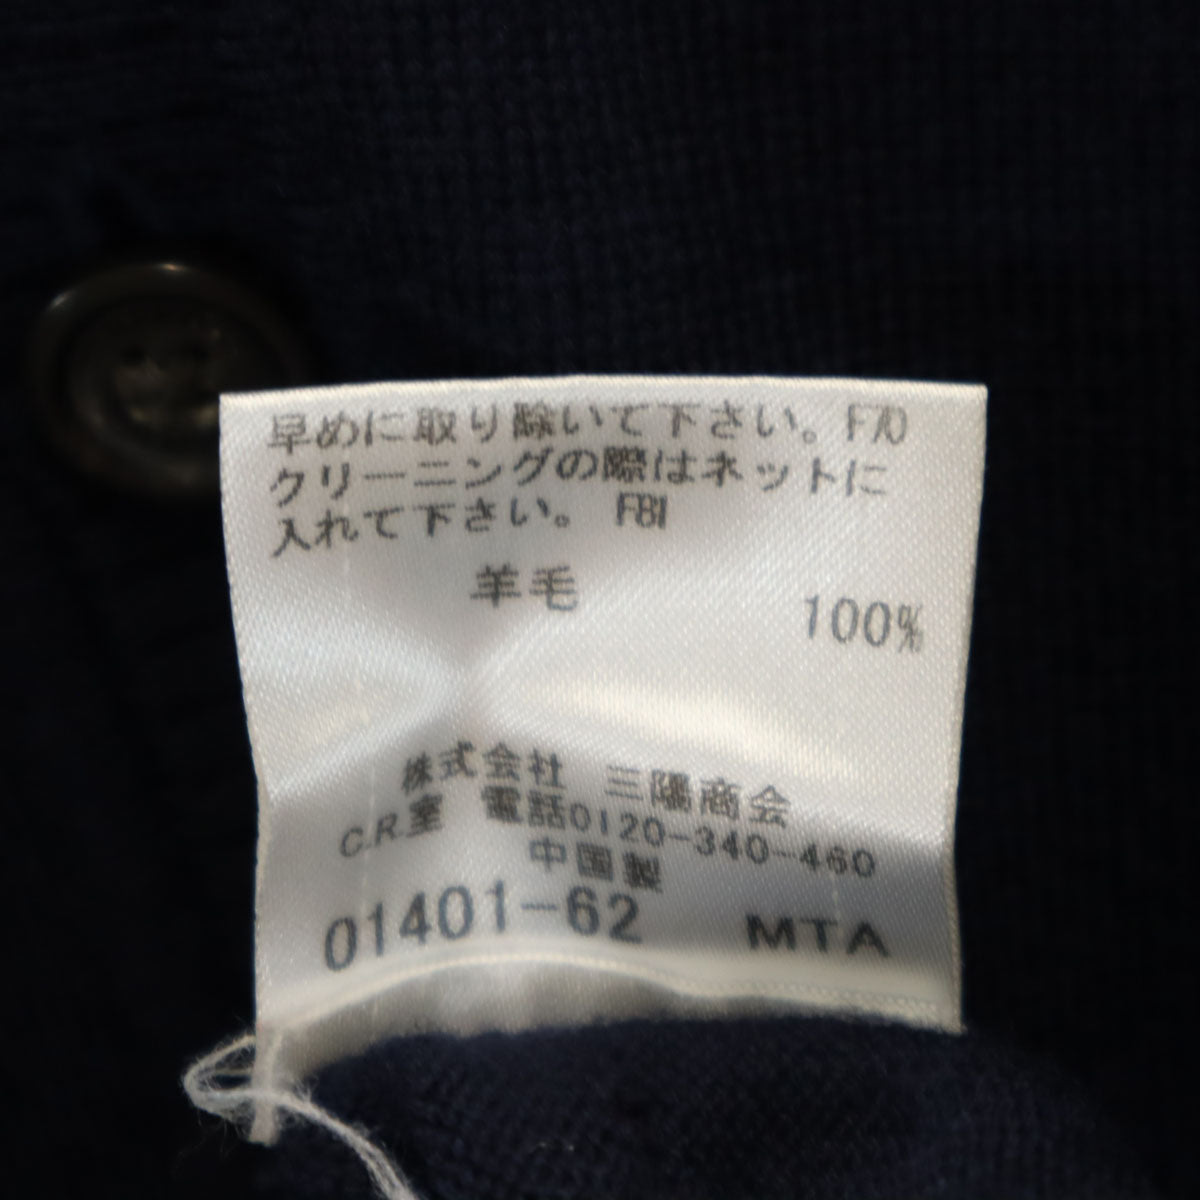 早めに取り除いて下さい。F70
クリーニングの際はネットに
入れて下さい。 F81
羊毛 100%
株式会社 三陽商会
C.R.室 電話0120-340-460
中国製
01401-62 MTA